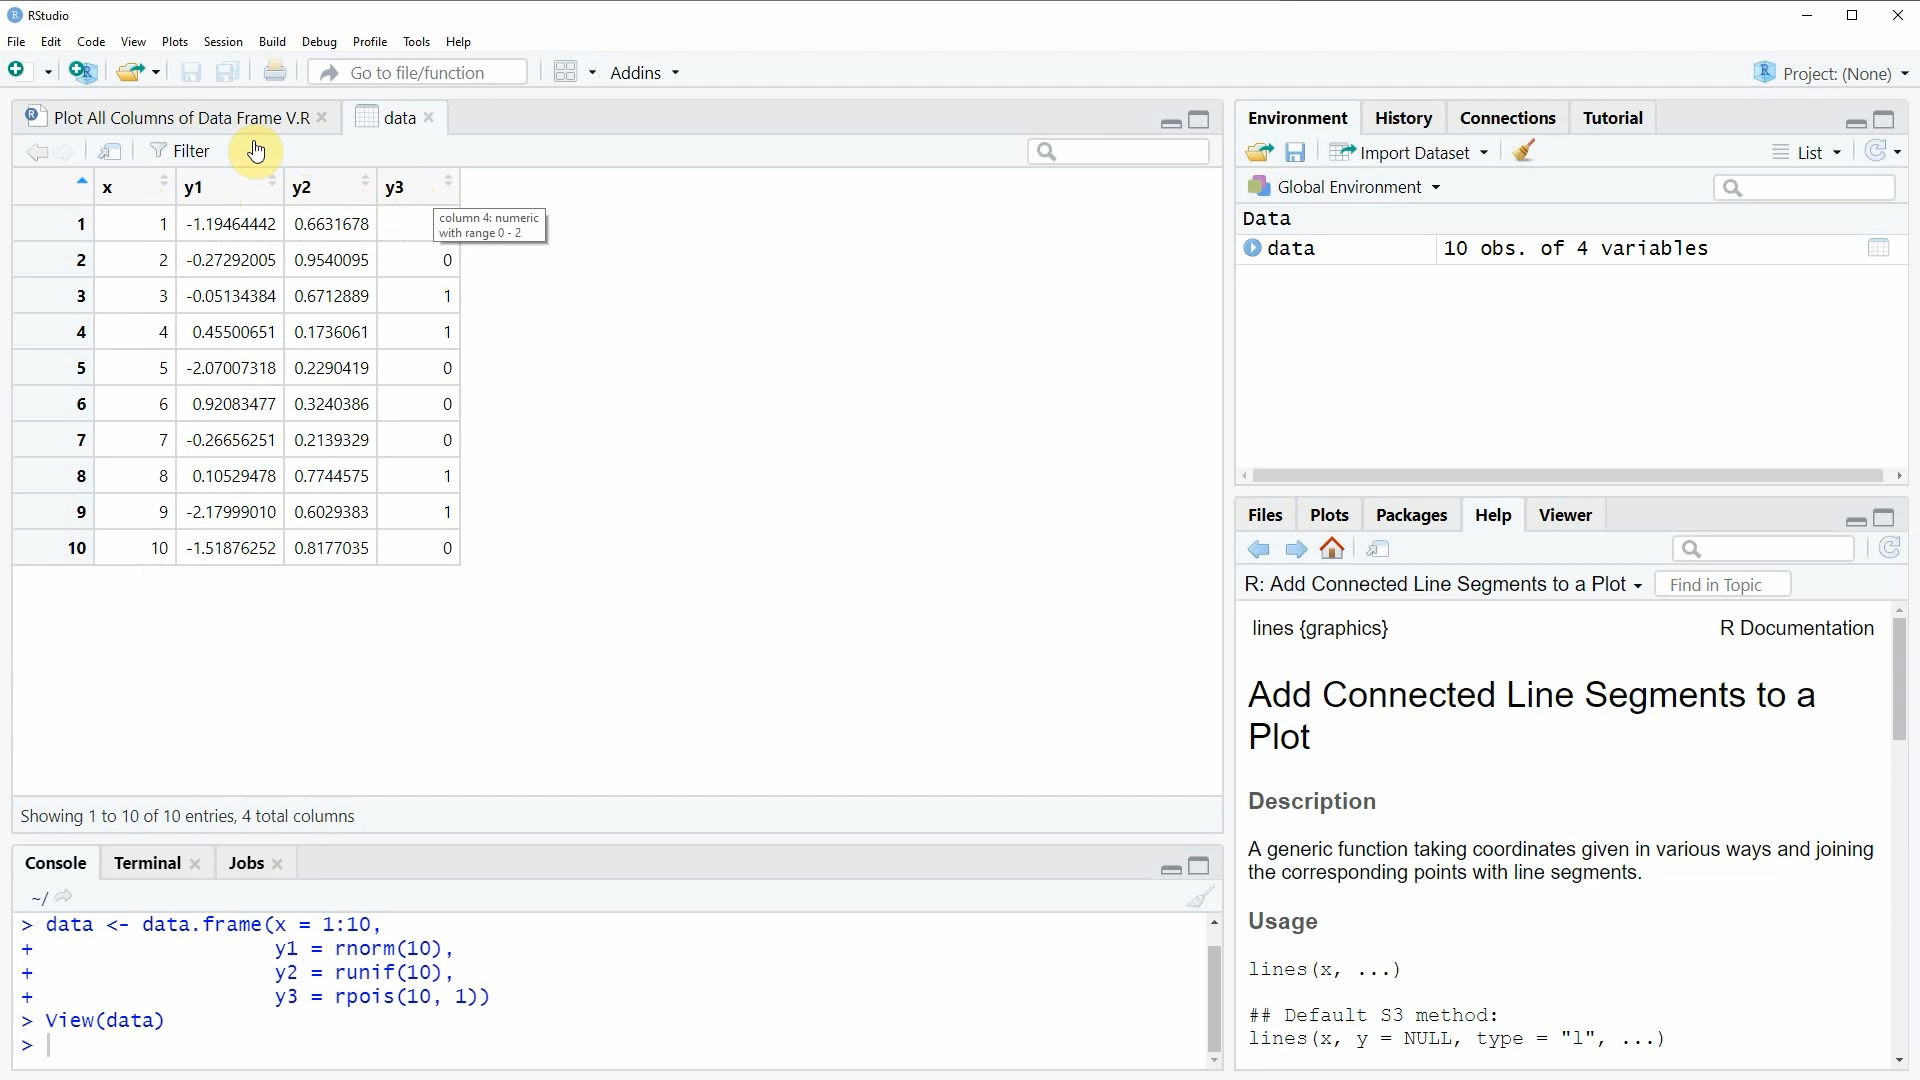 RStudio
File Edit Code View Plots Session Build Debug Profile Tools Help
Go to file/function Addins Project: (None)
Plot All Columns of Data Frame V.R data
Filter
x y1 y2 y3
1 1 -1.19464442 0.6631678
column 4: numeric
with range 0 - 2
2 2 -0.27292005 0.9540095 0
3 3 -0.05134384 0.6712889 1
4 4 0.45500651 0.1736061 1
5 5 -2.07007318 0.2290419 0
6 6 0.92083477 0.3240386 0
7 7 -0.26656251 0.2139329 0
8 8 0.10529478 0.7744575 1
9 9 -2.17999010 0.6029383 1
10 10 -1.51876252 0.8177035 0
Showing 1 to 10 of 10 entries, 4 total columns
Console Terminal Jobs
~/
> data <- data.frame(x = 1:10,
+ y1 = rnorm(10),
+ y2 = runif(10),
+ y3 = rpois(10, 1))
> View(data)
>
Environment History Connections Tutorial
Import Dataset List
Global Environment
Data
data 10 obs. of 4 variables
Files Plots Packages Help Viewer
R: Add Connected Line Segments to a Plot Find in Topic
lines {graphics} R Documentation
Add Connected Line Segments to a
Plot
Description
A generic function taking coordinates given in various ways and joining
the corresponding points with line segments.
Usage
lines(x, ...)
## Default S3 method:
lines(x, y = NULL, type = "l", ...)